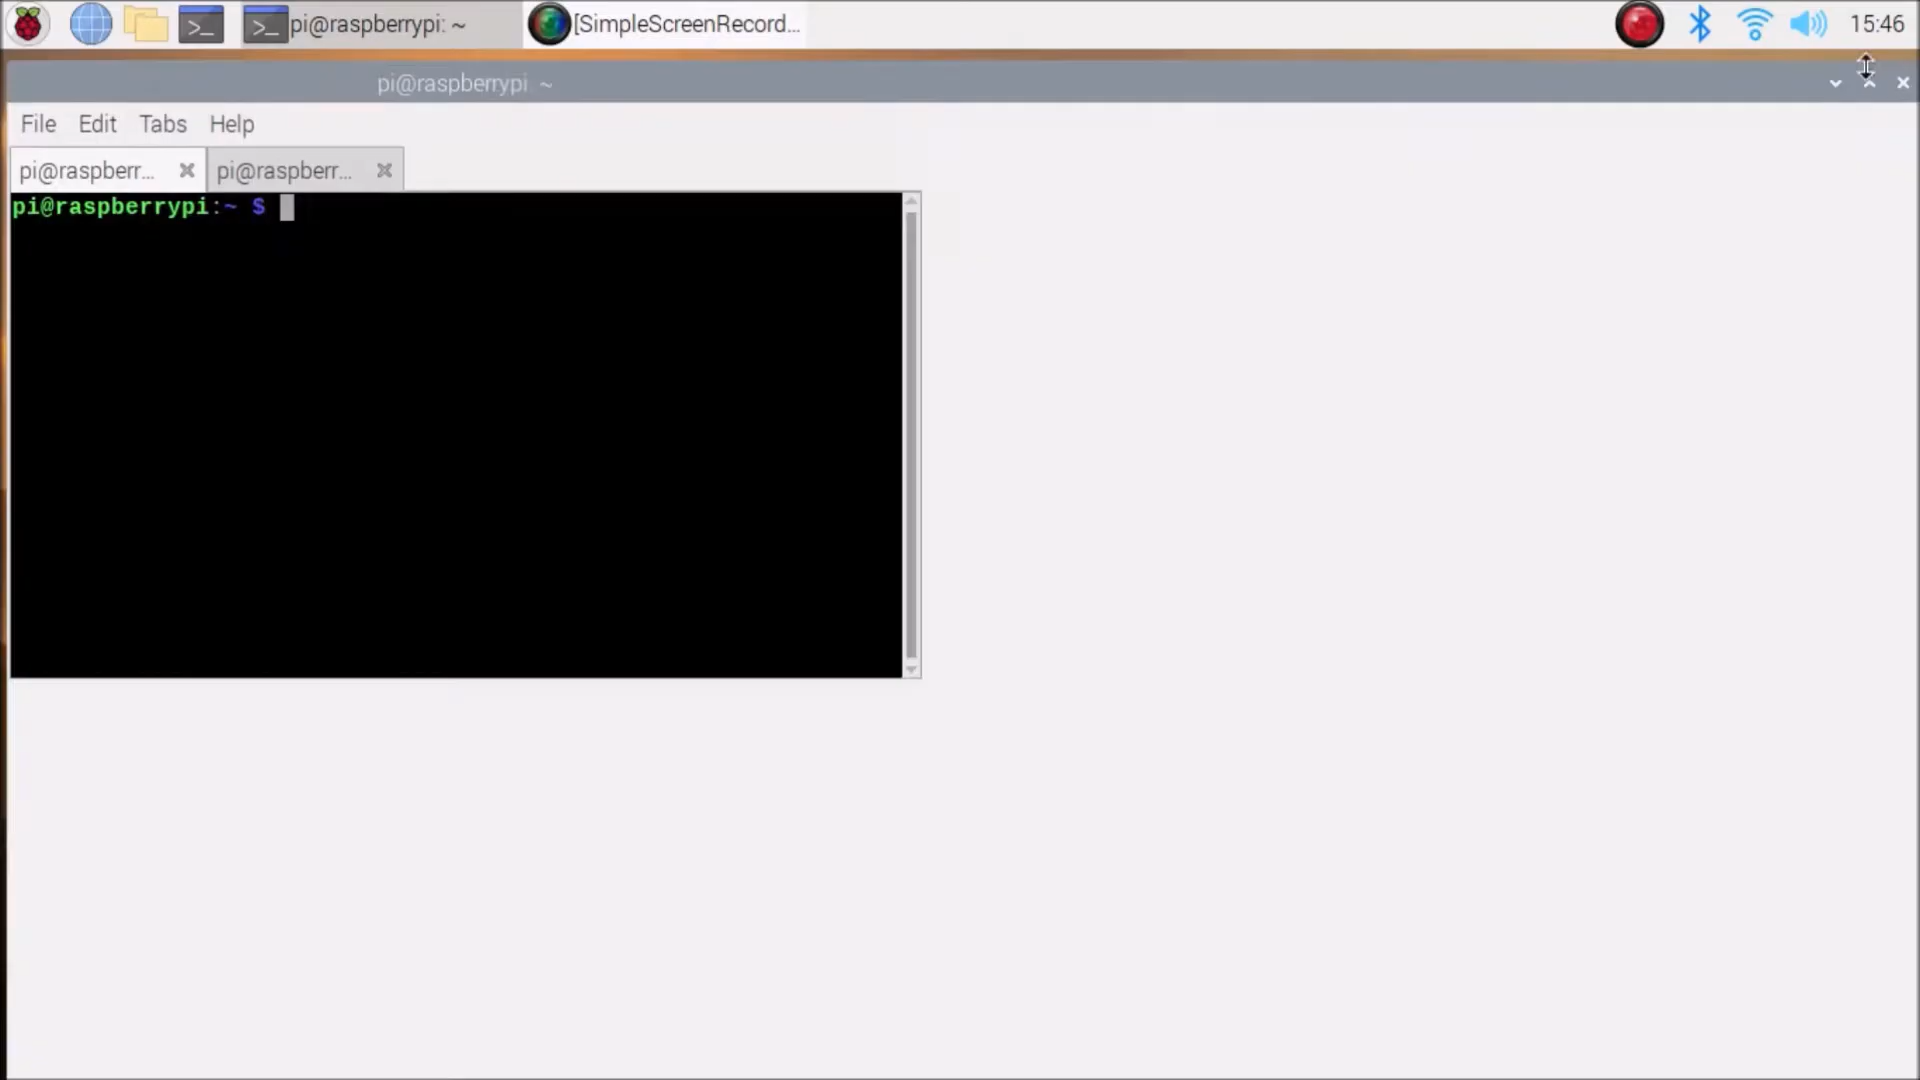 pi@raspberrypi: ~
[SimpleScreenRecord...
15:46
pi@raspberrypi ~
File Edit Tabs Help
pi@raspberr... pi@raspberr...
pi@raspberrypi:~ $